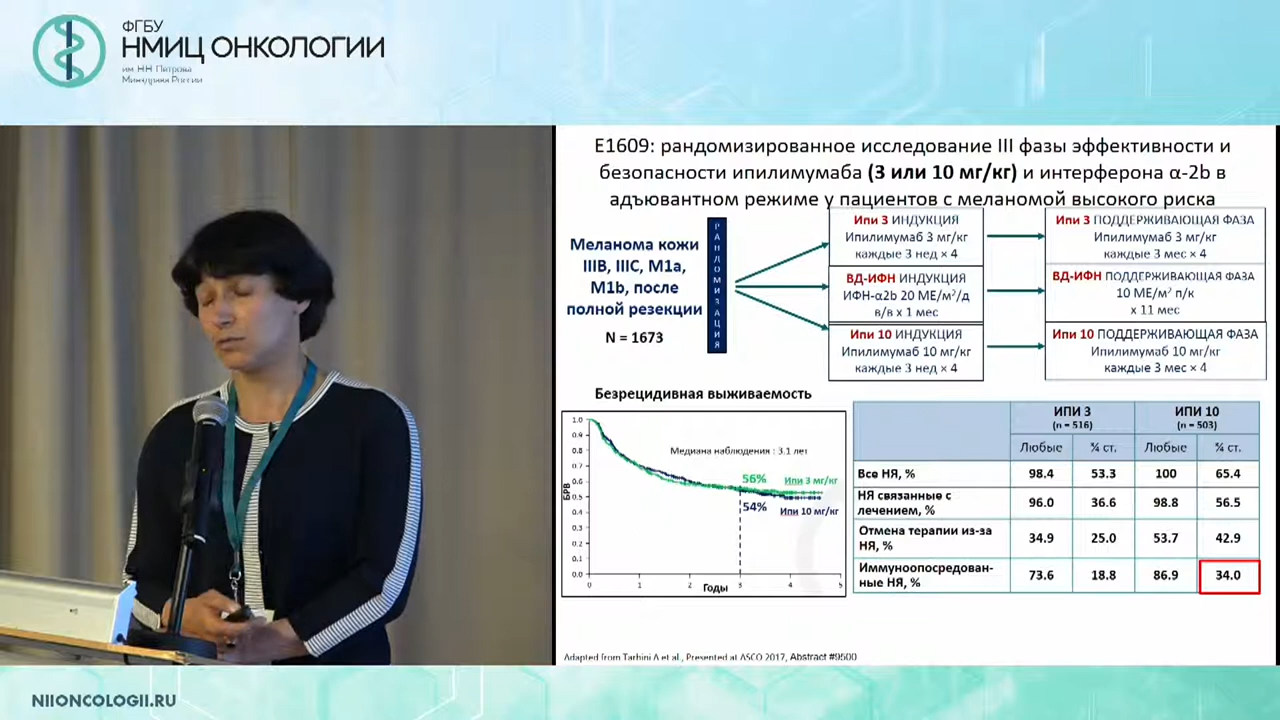 ФГБУ
НМИЦ ОНКОЛОГИИ
им. Н.Н. Петрова
Минздрава России
E1609: рандомизированное исследование III фазы эффективности и
безопасности ипилимумаба (3 или 10 мг/кг) и интерферона α-2b в
адъювантном режиме у пациентов с меланомой высокого риска
Меланома кожи
IIIB, IIIC, M1a,
M1b, после
полной резекции
N = 1673
РАНДОМИЗАЦИЯ
Ипи 3 ИНДУКЦИЯ
Ипилимумаб 3 мг/кг
каждые 3 нед × 4
Ипи 3 ПОДДЕРЖИВАЮЩАЯ ФАЗА
Ипилимумаб 3 мг/кг
каждые 3 мес × 4
ВД-ИФН ИНДУКЦИЯ
ИФН-α2b 20 МЕ/м²/д
в/в x 1 мес
ВД-ИФН ПОДДЕРЖИВАЮЩАЯ ФАЗА
10 МЕ/м² п/к
x 11 мес
Ипи 10 ИНДУКЦИЯ
Ипилимумаб 10 мг/кг
каждые 3 нед × 4
Ипи 10 ПОДДЕРЖИВАЮЩАЯ ФАЗА
Ипилимумаб 10 мг/кг
каждые 3 мес × 4
Безрецидивная выживаемость
1.0
0.9
0.8
0.7
0.6
0.5
0.4
0.3
0.2
0.1
0.0
БРВ
Медиана наблюдения : 3.1 лет
56%
Ипи 3 мг/кг
54%
Ипи 10 мг/кг
0 1 2 3 4 5
Годы
ИПИ 3 ИПИ 10
(n = 516) (n = 503)
Любые ¾ ст. Любые ¾ ст.
Все НЯ, % 98.4 53.3 100 65.4
НЯ связанные с
лечением, % 96.0 36.6 98.8 56.5
Отмена терапии из-за
НЯ, % 34.9 25.0 53.7 42.9
Иммуноопосредован-
ные НЯ, % 73.6 18.8 86.9 34.0
Adapted from Tarhini A et al., Presented at ASCO 2017, Abstract #9500
NIIONCOLOGII.RU